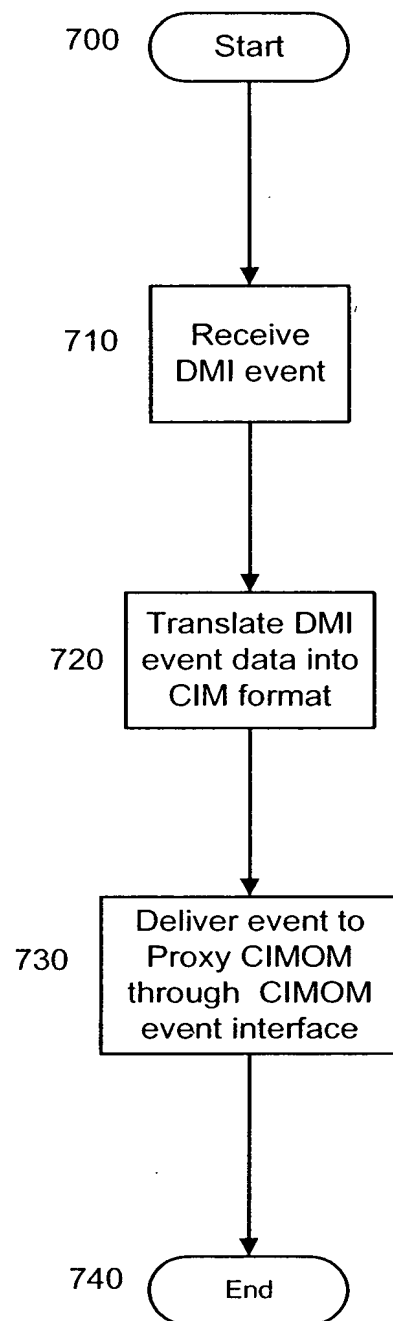 700
Start
710
Receive
DMI event
720
Translate DMI
event data into
CIM format
730
Deliver event to
Proxy CIMOM
through CIMOM
event interface
740
End